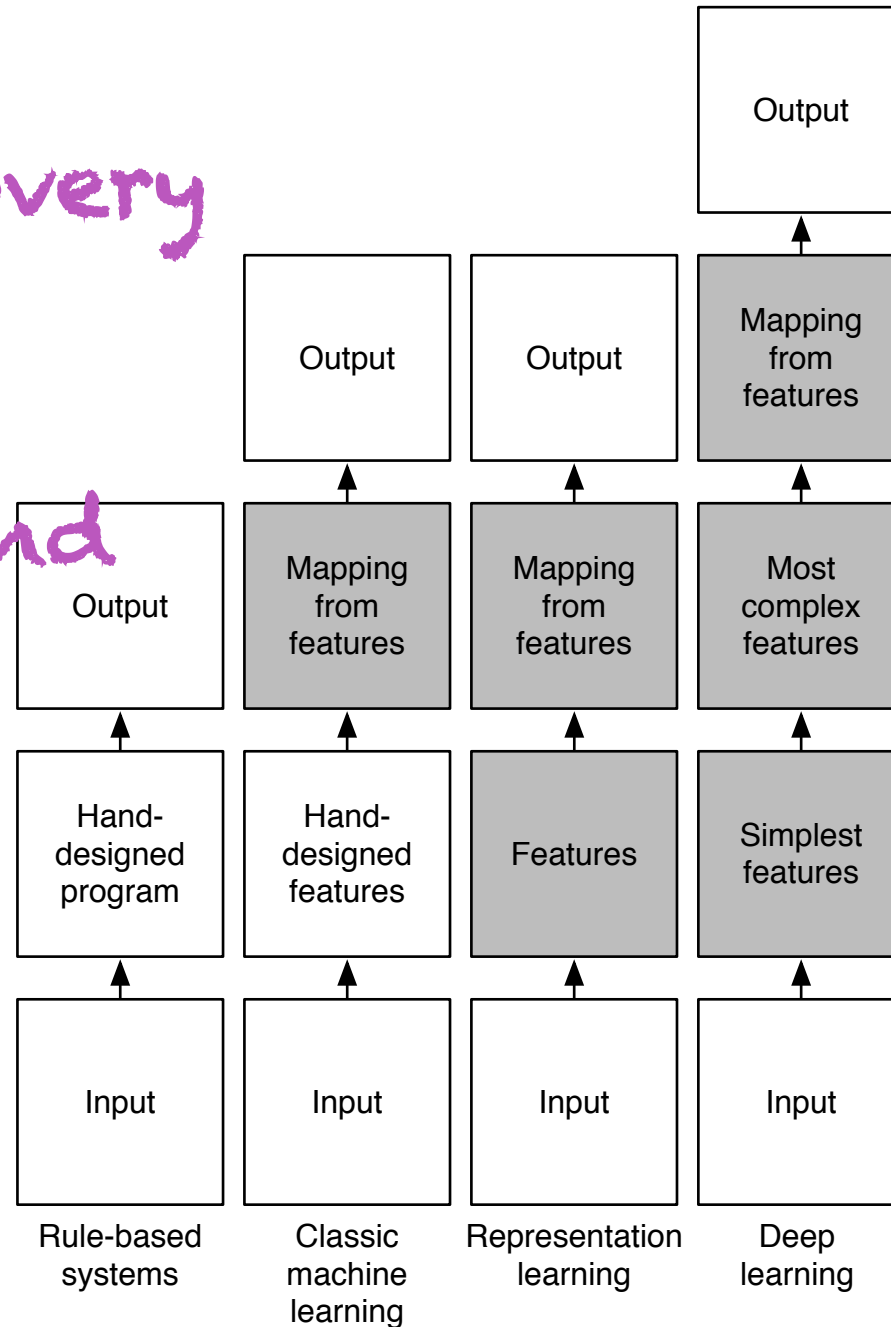 Output
Mapping
from
features
Most
complex
features
Simplest
features
Input
Deep
learning
Output
Mapping
from
features
Features
Input
Representation
learning
Output
Mapping
from
features
Hand-
designed
features
Input
Classic
machine
learning
Output
Hand-
designed
program
Input
Rule-based
systems